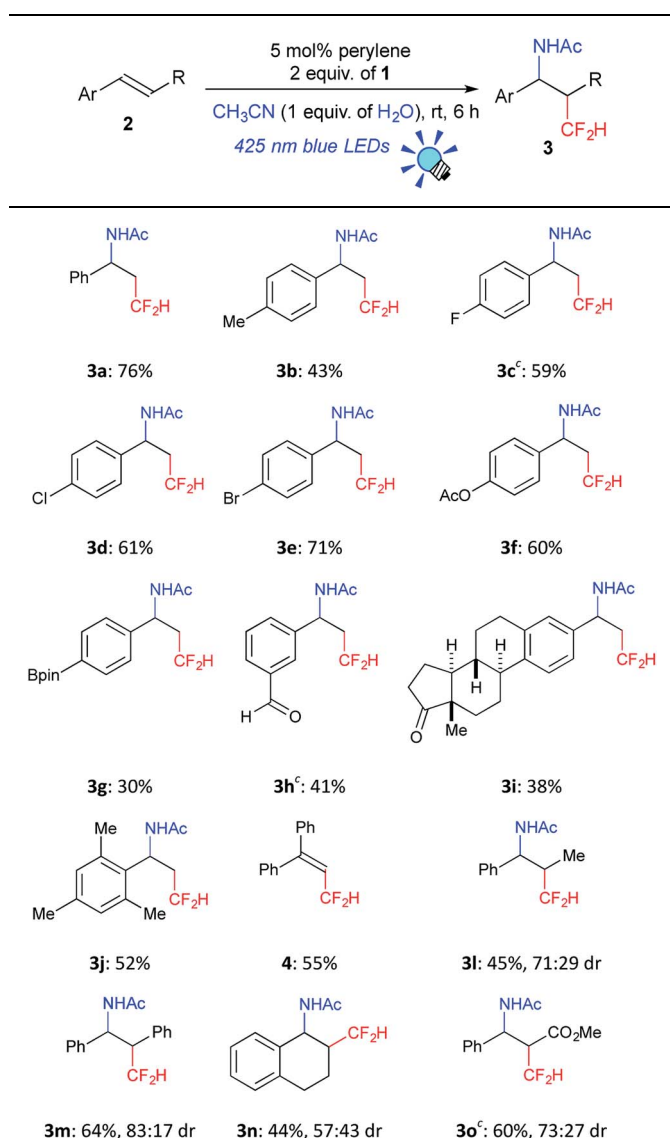 5 mol% perylene
2 equiv. of 1
Ar R
2
CH₃CN (1 equiv. of H₂O), rt, 6 h
425 nm blue LEDs
NHAc
Ar R
CF₂H
3
NHAc
Ph
CF₂H
3a: 76%
NHAc
Me
CF₂H
3b: 43%
NHAc
F
CF₂H
3cᶜ: 59%
NHAc
Cl
CF₂H
3d: 61%
NHAc
Br
CF₂H
3e: 71%
NHAc
AcO
CF₂H
3f: 60%
NHAc
Bpin
CF₂H
3g: 30%
NHAc
CF₂H
H O
3hᶜ: 41%
NHAc
H H
CF₂H
H
O Me
3i: 38%
Me NHAc
CF₂H
Me Me
3j: 52%
Ph
Ph
CF₂H
4: 55%
NHAc
Me
Ph
CF₂H
3l: 45%, 71:29 dr
NHAc
Ph Ph
CF₂H
3m: 64%, 83:17 dr
NHAc
CF₂H
3n: 44%, 57:43 dr
NHAc
CO₂Me
Ph
CF₂H
3oᶜ: 60%, 73:27 dr